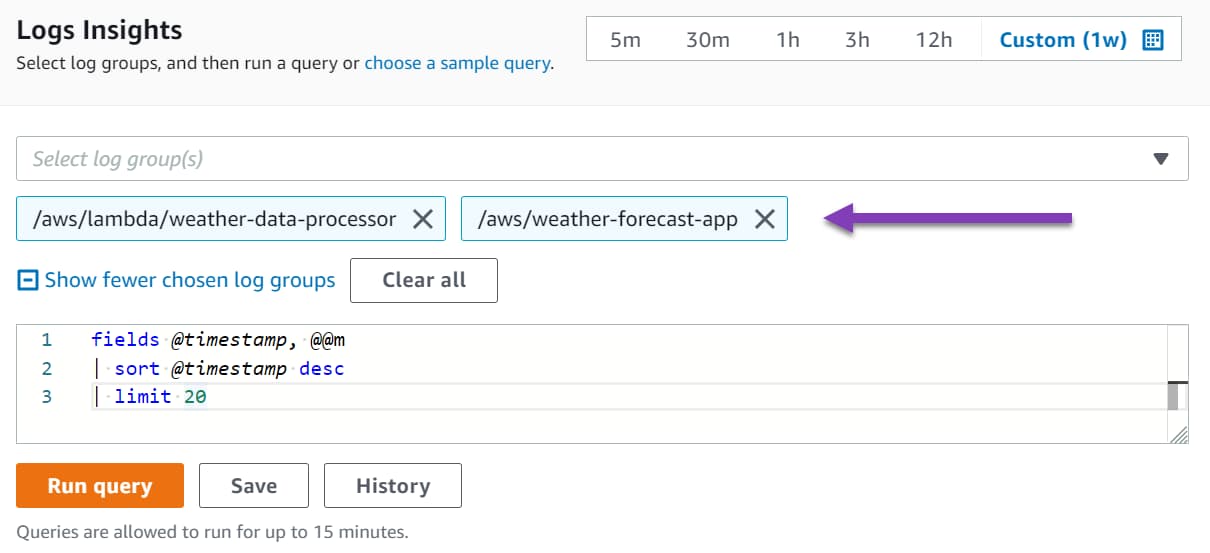 Logs Insights
Select log groups, and then run a query or choose a sample query.
5m 30m 1h 3h 12h Custom (1w)
Select log group(s)
/aws/lambda/weather-data-processor /aws/weather-forecast-app
Show fewer chosen log groups Clear all
1 fields @timestamp, @@m
2 | sort @timestamp desc
3 | limit 20
Run query Save History
Queries are allowed to run for up to 15 minutes.